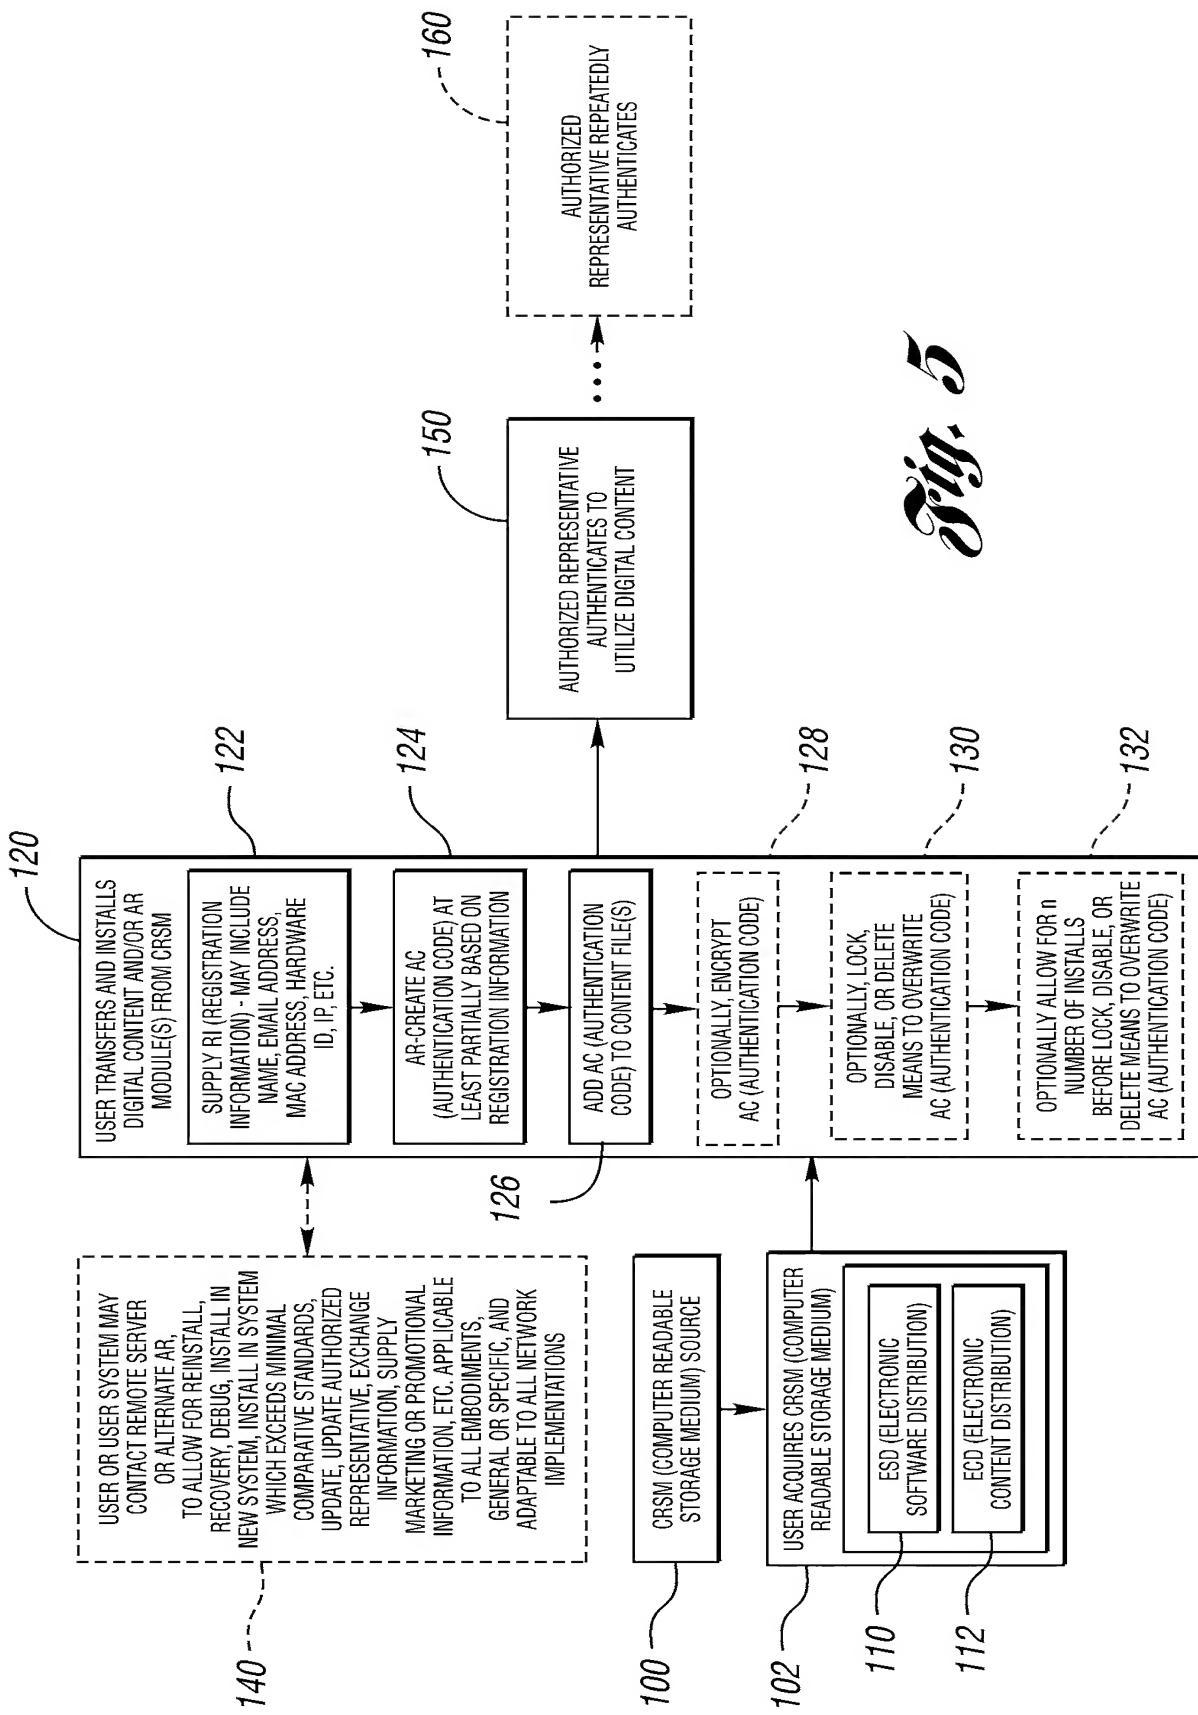 140
USER OR USER SYSTEM MAY
CONTACT REMOTE SERVER
OR ALTERNATE AR,
TO ALLOW FOR REINSTALL,
RECOVERY, DEBUG, INSTALL IN
NEW SYSTEM, INSTALL IN SYSTEM
WHICH EXCEEDS MINIMAL
COMPARATIVE STANDARDS,
UPDATE, UPDATE AUTHORIZED
REPRESENTATIVE, EXCHANGE
INFORMATION, SUPPLY
MARKETING OR PROMOTIONAL
INFORMATION, ETC. APPLICABLE
TO ALL EMBODIMENTS,
GENERAL OR SPECIFIC, AND
ADAPTABLE TO ALL NETWORK
IMPLEMENTATIONS
100
CRSM (COMPUTER READABLE
STORAGE MEDIUM) SOURCE
102
USER ACQUIRES CRSM (COMPUTER
READABLE STORAGE MEDIUM)
110
ESD (ELECTRONIC
SOFTWARE DISTRIBUTION)
112
ECD (ELECTRONIC
CONTENT DISTRIBUTION)
120
USER TRANSFERS AND INSTALLS
DIGITAL CONTENT AND/OR AR
MODULE(S) FROM CRSM
122
SUPPLY RI (REGISTRATION
INFORMATION) - MAY INCLUDE
NAME, EMAIL ADDRESS,
MAC ADDRESS, HARDWARE
ID, IP, ETC.
124
AR-CREATE AC
(AUTHENTICATION CODE) AT
LEAST PARTIALLY BASED ON
REGISTRATION INFORMATION
126
ADD AC (AUTHENTICATION
CODE) TO CONTENT FILE(S)
128
OPTIONALLY, ENCRYPT
AC (AUTHENTICATION CODE)
130
OPTIONALLY, LOCK,
DISABLE, OR DELETE
MEANS TO OVERWRITE
AC (AUTHENTICATION CODE)
132
OPTIONALLY ALLOW FOR n
NUMBER OF INSTALLS
BEFORE LOCK, DISABLE, OR
DELETE MEANS TO OVERWRITE
AC (AUTHENTICATION CODE)
150
AUTHORIZED REPRESENTATIVE
AUTHENTICATES TO
UTILIZE DIGITAL CONTENT
160
AUTHORIZED
REPRESENTATIVE REPEATEDLY
AUTHENTICATES
Fig. 5